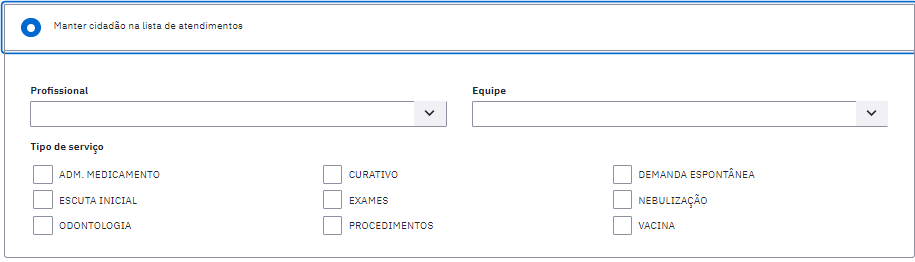 Manter cidadão na lista de atendimentos
Profissional Equipe
Tipo de serviço
ADM. MEDICAMENTO CURATIVO DEMANDA ESPONTÂNEA
ESCUTA INICIAL EXAMES NEBULIZAÇÃO
ODONTOLOGIA PROCEDIMENTOS VACINA